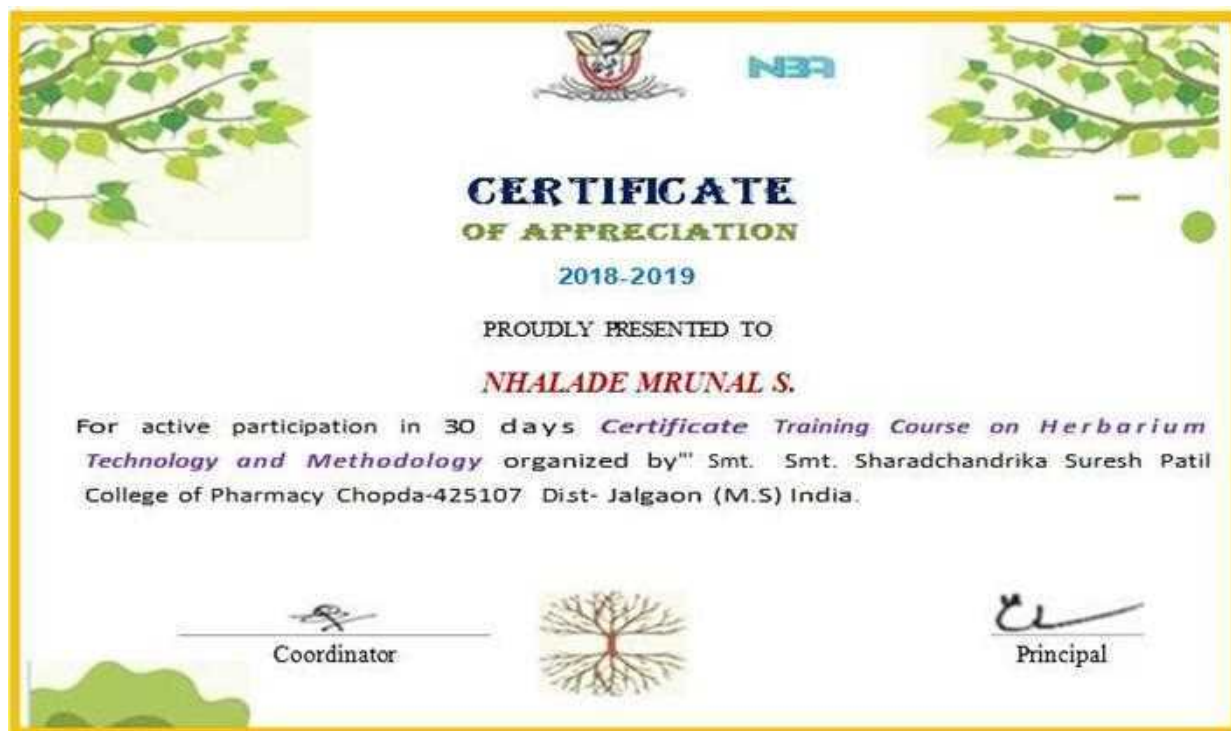 NBA
CERTIFICATE
OF APPRECIATION
2018-2019
PROUDLY PRESENTED TO
NHALADE MRUNAL S.
For active participation in 30 days Certificate Training Course on Herbarium
Technology and Methodology organized by"' Smt. Smt. Sharadchandrika Suresh Patil
College of Pharmacy Chopda-425107 Dist- Jalgaon (M.S) India.
Coordinator
Principal